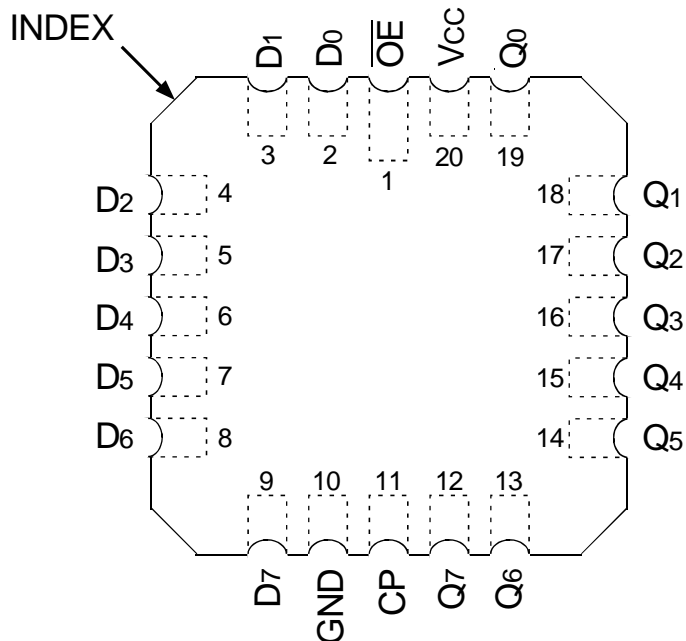 INDEX
D1 D0 O̅E̅ VCC Q0
3 2 1 20 19
D2 4 18 Q1
D3 5 17 Q2
D4 6 16 Q3
D5 7 15 Q4
D6 8 14 Q5
9 10 11 12 13
D7 GND CP Q7 Q6